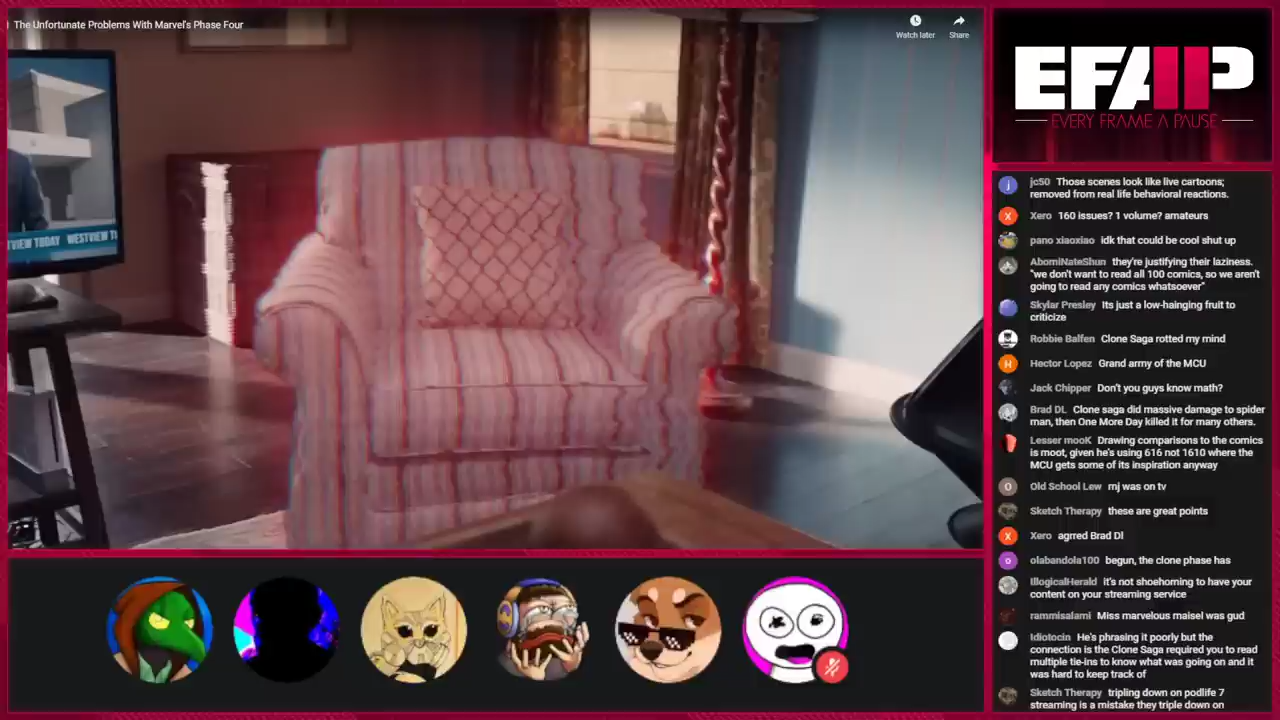 The Unfortunate Problems With Marvel's Phase Four
Watch later
Share
TVIEW TODAY WESTVIEW
EFAP
EVERY FRAME A PAUSE
jc50 Those scenes look like live cartoons;
removed from real life behavioral reactions.
Xero 160 issues? 1 volume? amateurs
pano xiaoxiao idk that could be cool shut up
AbomiNateShun they're justifying their laziness.
"we don't want to read all 100 comics, so we aren't
going to read any comics whatsoever"
Skylar Presley Its just a low-hainging fruit to
criticize
Robbie Balfen Clone Saga rotted my mind
Hector Lopez Grand army of the MCU
Jack Chipper Don't you guys know math?
Brad DL Clone saga did massive damage to spider
man, then One More Day killed it for many others.
Lesser mooK Drawing comparisons to the comics
is moot, given he's using 616 not 1610 where the
MCU gets some of its inspiration anyway
Old School Lew mj was on tv
Sketch Therapy these are great points
Xero agrred Brad Dl
olabandola100 begun, the clone phase has
IllogicalHerald it's not shoehorning to have your
content on your streaming service
rammisalami Miss marvelous maisel was gud
Idiotocin He's phrasing it poorly but the
connection is the Clone Saga required you to read
multiple tie-ins to know what was going on and it
was hard to keep track of
Sketch Therapy tripling down on podlife 7
streaming is a mistake they triple down on